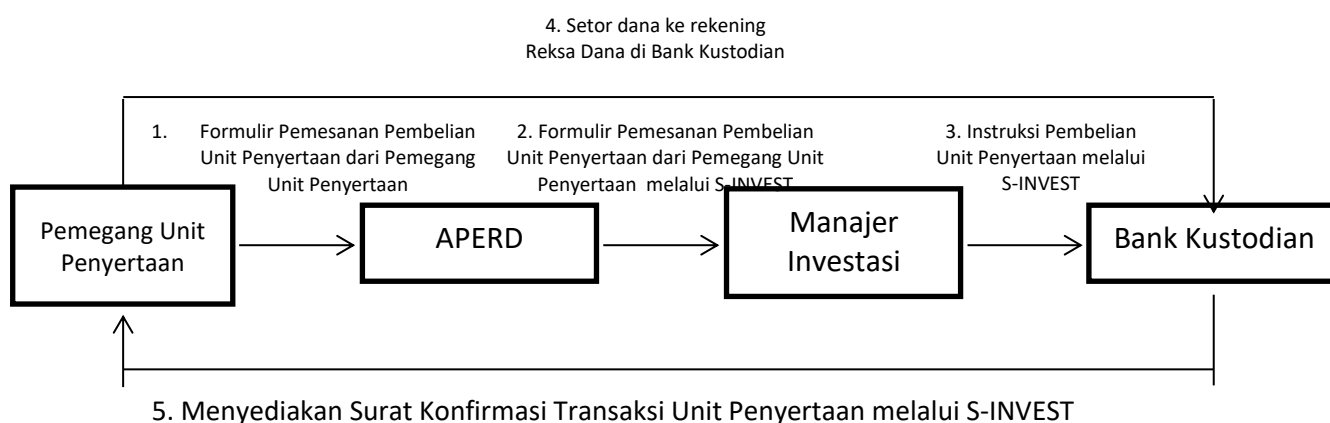 4. Setor dana ke rekening
Reksa Dana di Bank Kustodian
1. Formulir Pemesanan Pembelian
Unit Penyertaan dari Pemegang
Unit Penyertaan
2. Formulir Pemesanan Pembelian
Unit Penyertaan dari Pemegang Unit
Penyertaan melalui S-INVEST
3. Instruksi Pembelian
Unit Penyertaan melalui
S-INVEST
Pemegang Unit
Penyertaan
APERD
Manajer
Investasi
Bank Kustodian
5. Menyediakan Surat Konfirmasi Transaksi Unit Penyertaan melalui S-INVEST